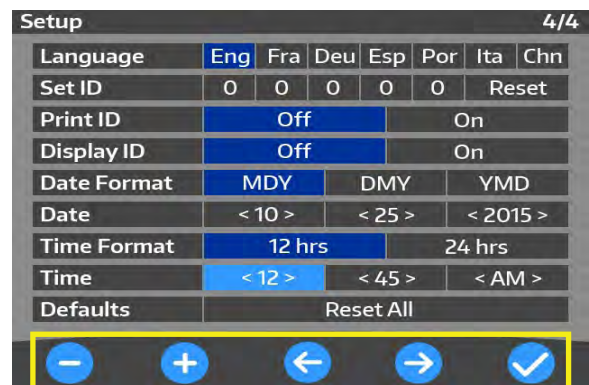 Setup 4/4
Language Eng Fra Deu Esp Por Ita Chn
Set ID 0 0 0 0 0 Reset
Print ID Off On
Display ID Off On
Date Format MDY DMY YMD
Date < 10 > < 25 > < 2015 >
Time Format 12 hrs 24 hrs
Time < 12 > < 45 > < AM >
Defaults Reset All